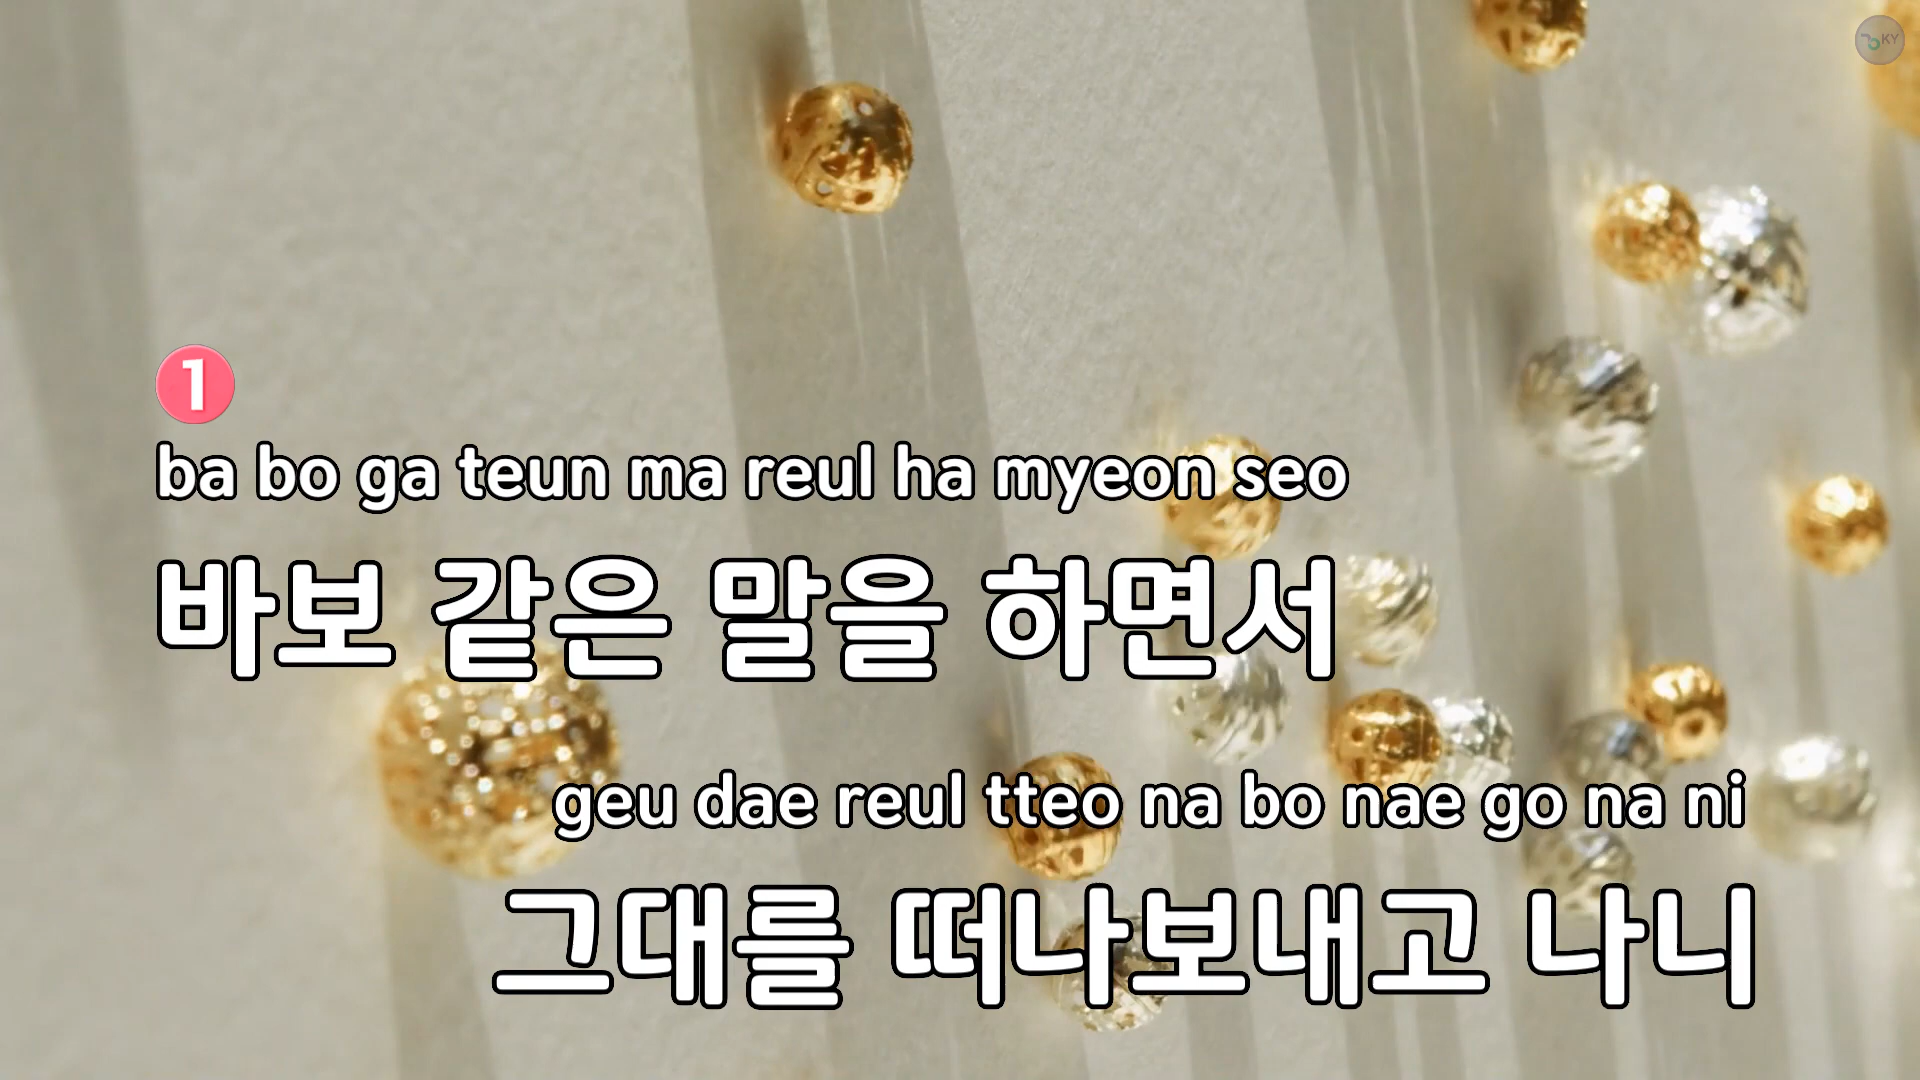 KY
1
ba bo ga teun ma reul ha myeon seo
바보 같은 말을 하면서
geu dae reul tteo na bo nae go na ni
그대를 떠나보내고 나니